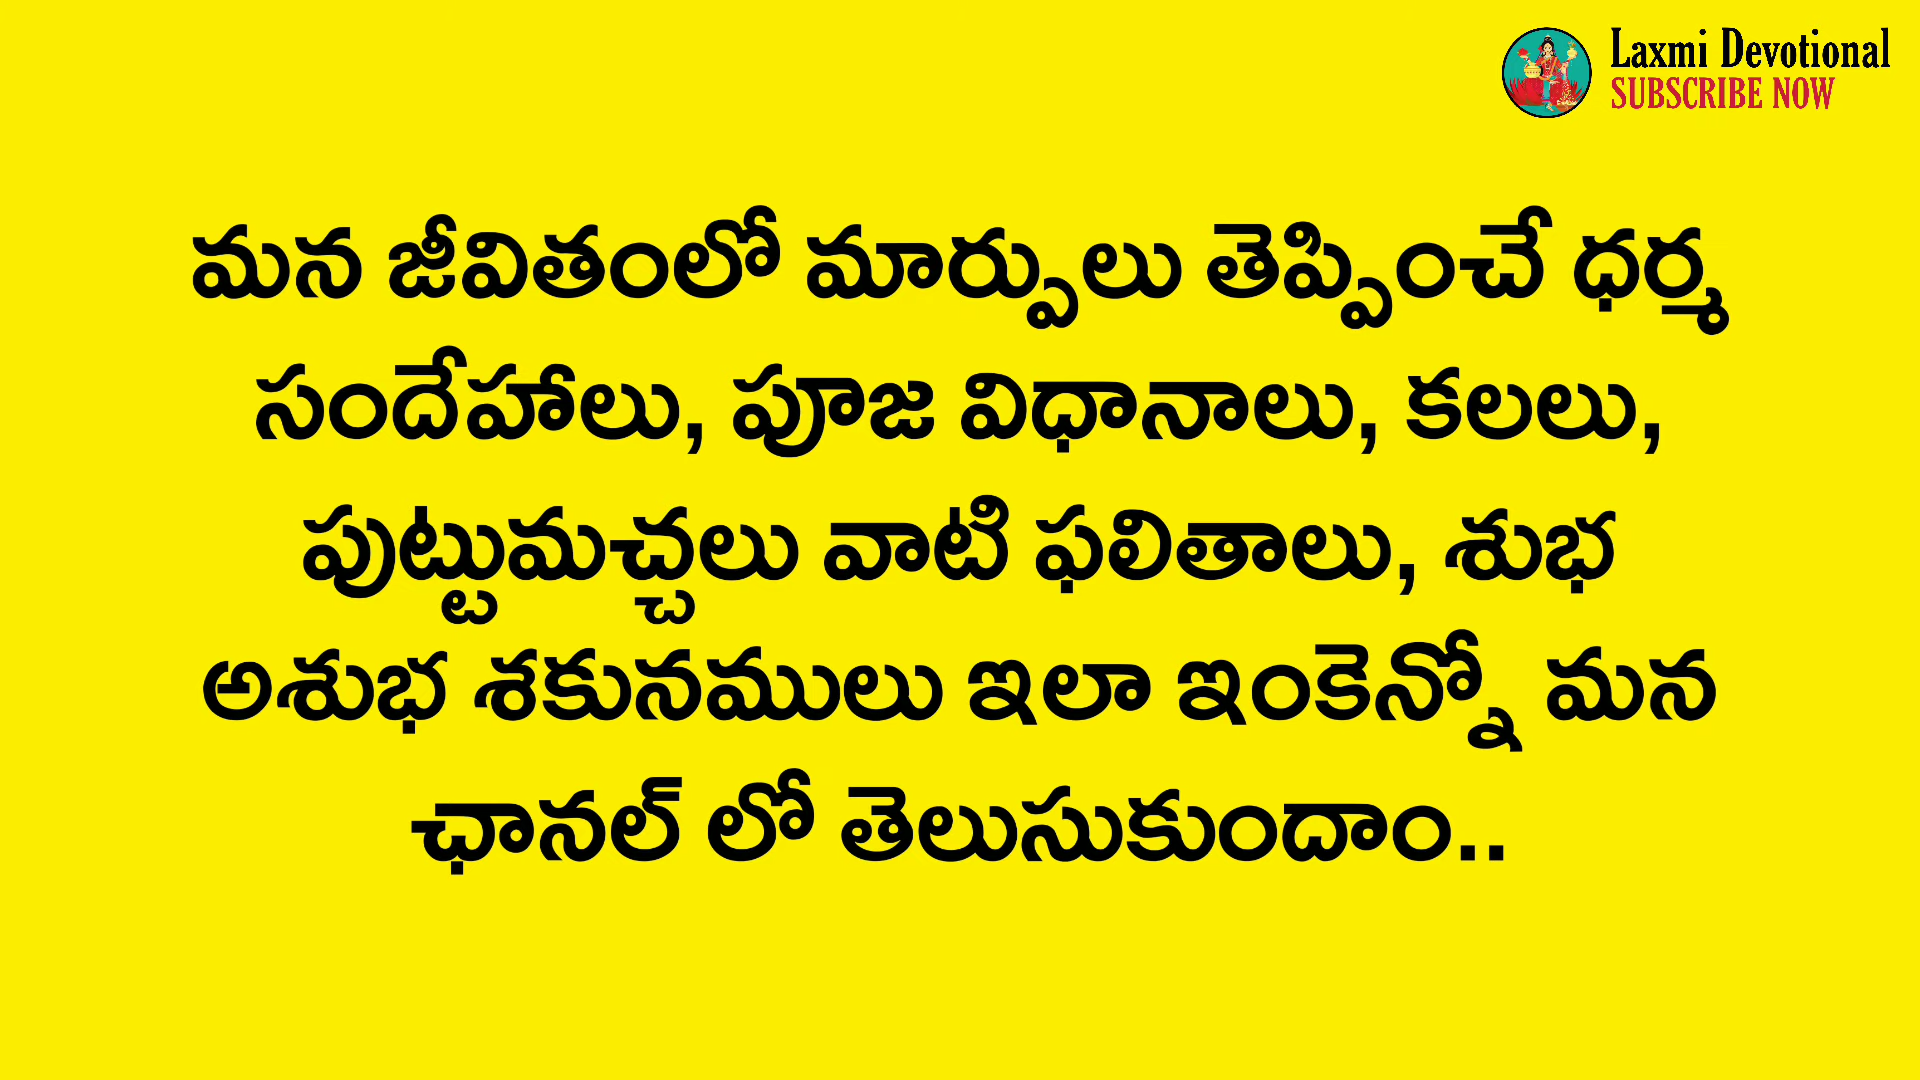 Laxmi Devotional
SUBSCRIBE NOW
మన జీవితంలో మార్పులు తెప్పించే ధర్మ
సందేహాలు, పూజ విధానాలు, కలలు,
పుట్టుమచ్చలు వాటి ఫలితాలు, శుభ
అశుభ శకునములు ఇలా ఇంకెన్నో మన
ఛానల్ లో తెలుసుకుందాం..